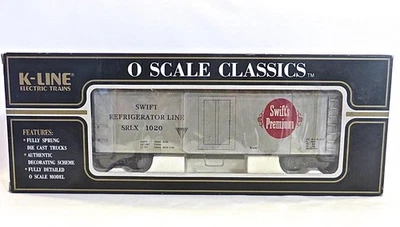 K-LINE
ELECTRIC TRAINS
O SCALE CLASSICS™
SWIFT
REFRIGERATOR LINE
SRLX 1020
Swift's
Premium
FEATURES:
• FULLY SPRUNG
DIE CAST TRUCKS
• AUTHENTIC
DECORATING SCHEME
• FULLY DETAILED
O SCALE MODEL